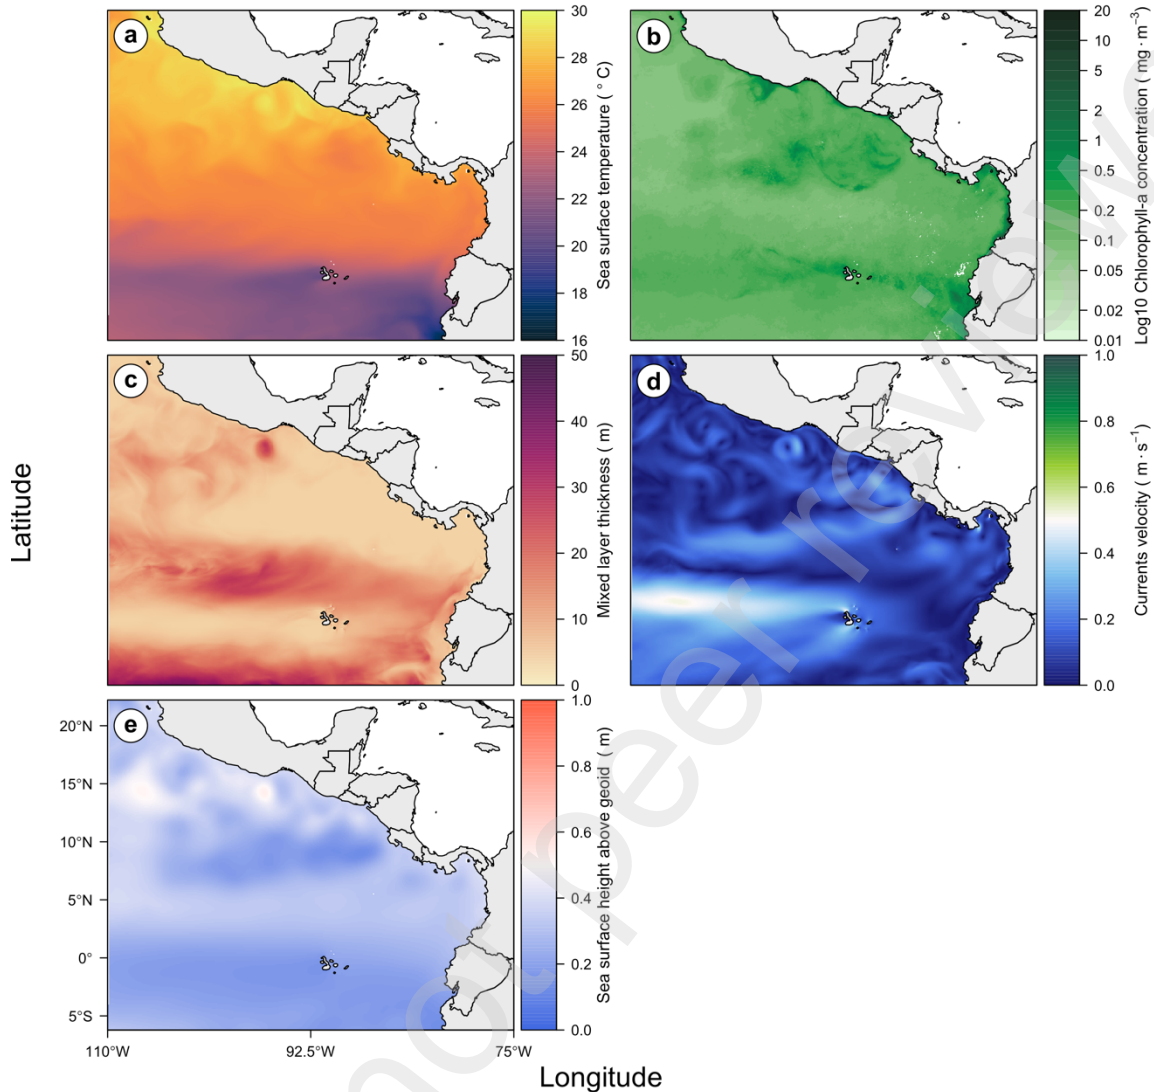 a
30
28
26
24
22
20
18
16
Sea surface temperature ( ° C)
b
20
10
5
2
1
0.5
0.2
0.1
0.05
0.02
0.01
Log10 Chlorophyll-a concentration ( mg · m⁻³)
c
50
40
30
20
10
0
Mixed layer thickness ( m)
d
1.0
0.8
0.6
0.4
0.2
0.0
Currents velocity ( m · s⁻¹)
Latitude
e
20°N
15°N
10°N
5°N
0°
5°S
110°W
92.5°W
75°W
1.0
0.8
0.6
0.4
0.2
0.0
Sea surface height above geoid ( m)
Longitude
not peer review